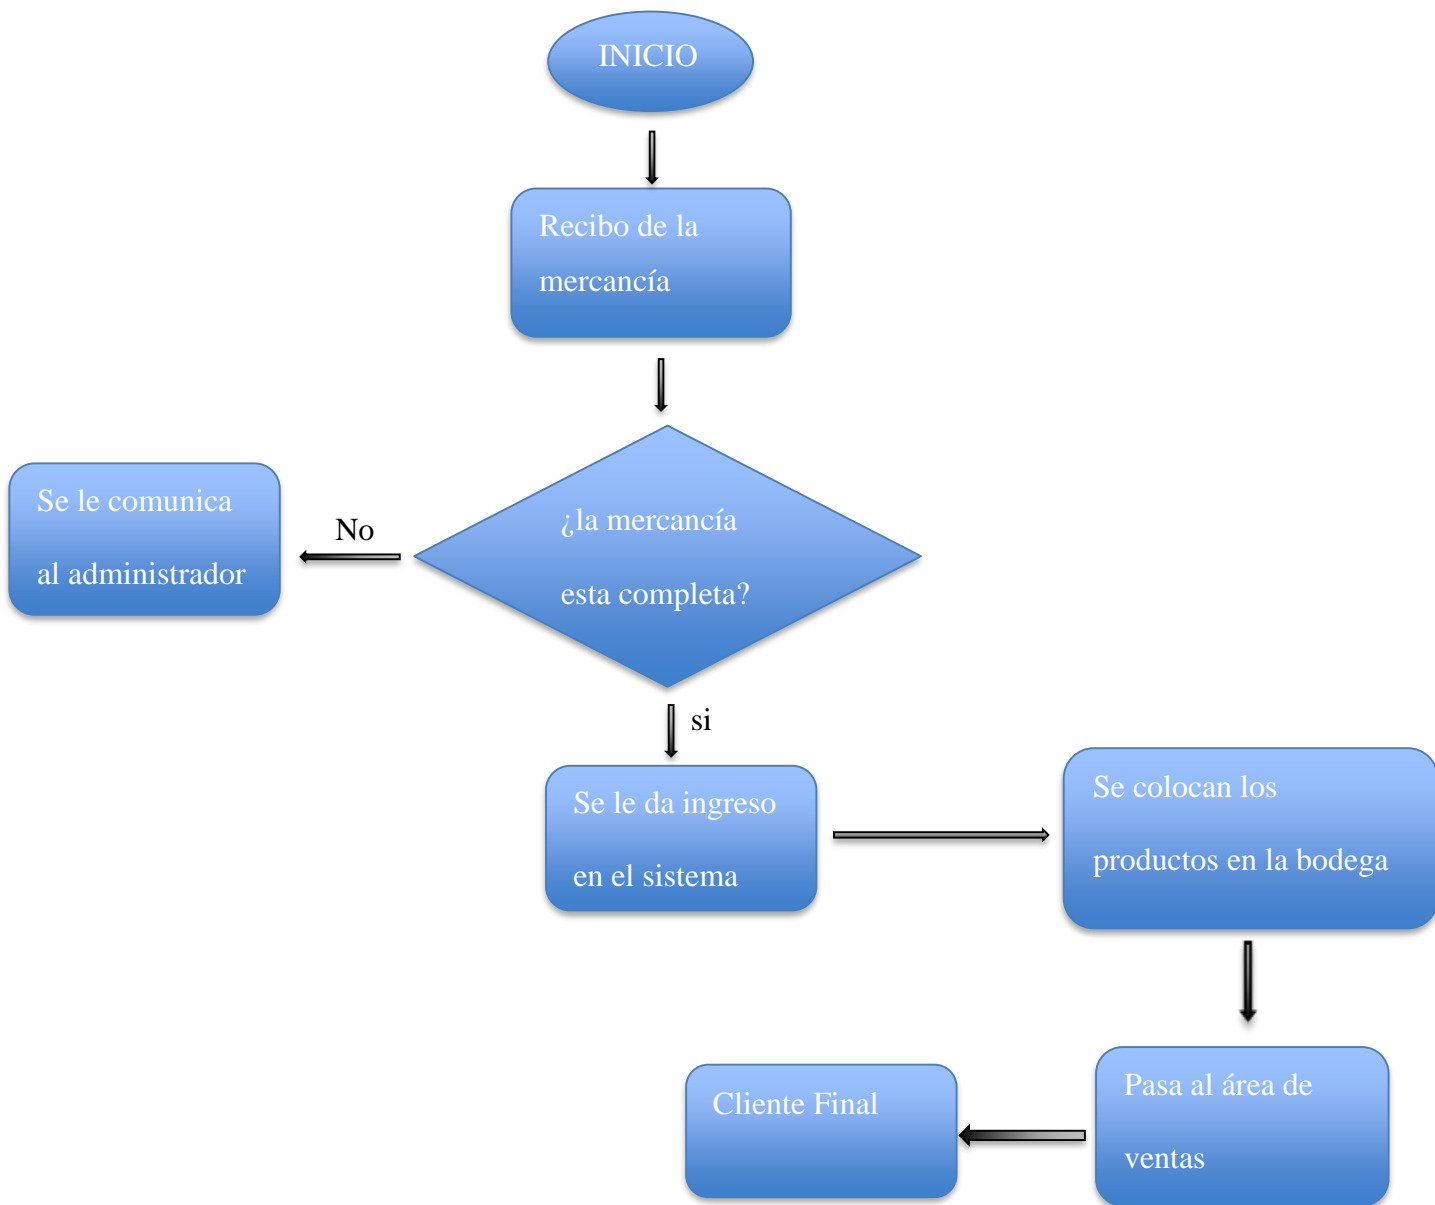 INICIO
Recibo de la
mercancía
¿la mercancía
esta completa?
No
Se le comunica
al administrador
si
Se le da ingreso
en el sistema
Se colocan los
productos en la bodega
Pasa al área de
ventas
Cliente Final